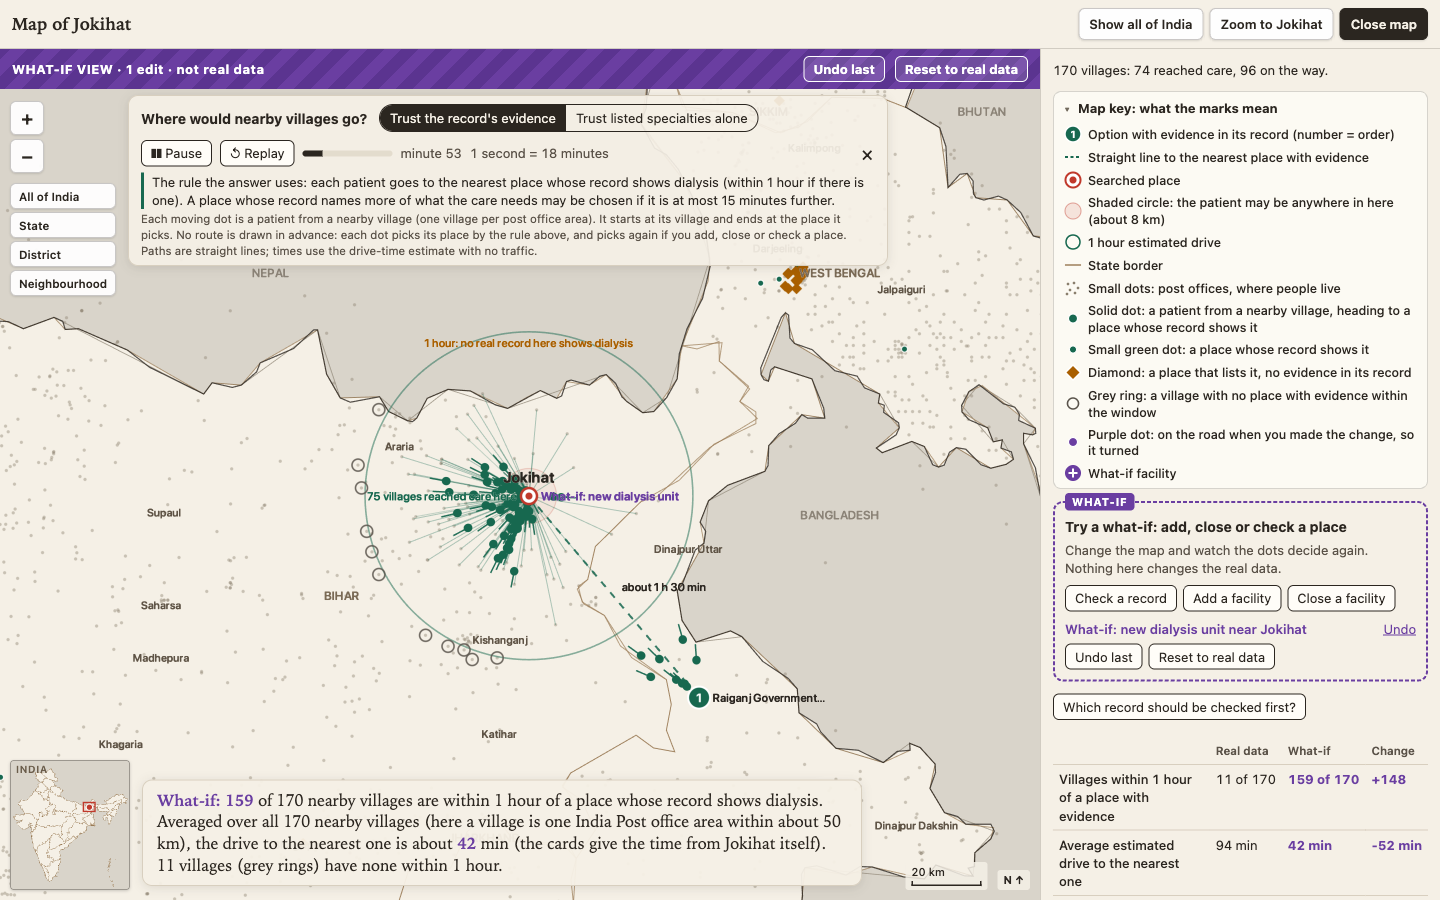 Map of Jokihat
Show all of India
Zoom to Jokihat
Close map
WHAT-IF VIEW · 1 edit · not real data
Undo last
Reset to real data
+
−
All of India
State
District
Neighbourhood
Where would nearby villages go?
Trust the record's evidence
Trust listed specialties alone
Pause
Replay
minute 53 1 second = 18 minutes
The rule the answer uses: each patient goes to the nearest place whose record shows dialysis (within 1 hour if there is
one). A place whose record names more of what the care needs may be chosen if it is at most 15 minutes further.
Each moving dot is a patient from a nearby village (one village per post office area). It starts at its village and ends at the place it
picks. No route is drawn in advance: each dot picks its place by the rule above, and picks again if you add, close or check a place.
Paths are straight lines; times use the drive-time estimate with no traffic.
BHUTAN
Kalimpong
Darjeeling
NEPAL
WEST BENGAL
Jalpaiguri
1 hour: no real record here shows dialysis
Araria
Jokihat
75 villages reached care here
What-if: new dialysis unit
Supaul
BANGLADESH
Dinajpur Uttar
about 1 h 30 min
BIHAR
Saharsa
Kishanganj
Madhepura
1
Raiganj Government...
Katihar
Khagaria
Dinajpur Dakshin
INDIA
What-if: 159 of 170 nearby villages are within 1 hour of a place whose record shows dialysis.
Averaged over all 170 nearby villages (here a village is one India Post office area within about 50
km), the drive to the nearest one is about 42 min (the cards give the time from Jokihat itself).
11 villages (grey rings) have none within 1 hour.
20 km
N ↑
170 villages: 74 reached care, 96 on the way.
Map key: what the marks mean
1 Option with evidence in its record (number = order)
Straight line to the nearest place with evidence
Searched place
Shaded circle: the patient may be anywhere in here
(about 8 km)
1 hour estimated drive
State border
Small dots: post offices, where people live
Solid dot: a patient from a nearby village, heading to a
place whose record shows it
Small green dot: a place whose record shows it
Diamond: a place that lists it, no evidence in its record
Grey ring: a village with no place with evidence within
the window
Purple dot: on the road when you made the change, so
it turned
What-if facility
WHAT-IF
Try a what-if: add, close or check a place
Change the map and watch the dots decide again.
Nothing here changes the real data.
Check a record
Add a facility
Close a facility
What-if: new dialysis unit near Jokihat
Undo
Undo last
Reset to real data
Which record should be checked first?
Real data What-if Change
Villages within 1 hour 11 of 170 159 of 170 +148
of a place with
evidence
Average estimated 94 min 42 min -52 min
drive to the nearest
one